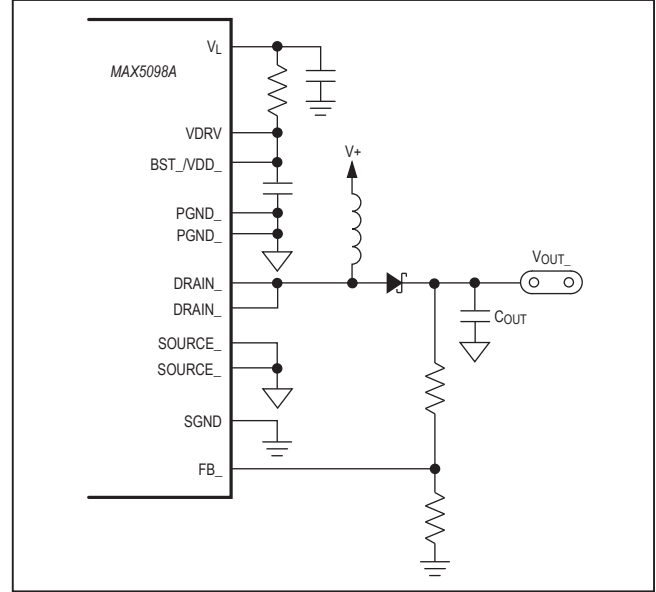 VL
MAX5098A
VDRV
V+
BST_/VDD_
PGND_
PGND_
VOUT_
DRAIN_
DRAIN_
COUT
SOURCE_
SOURCE_
SGND
FB_